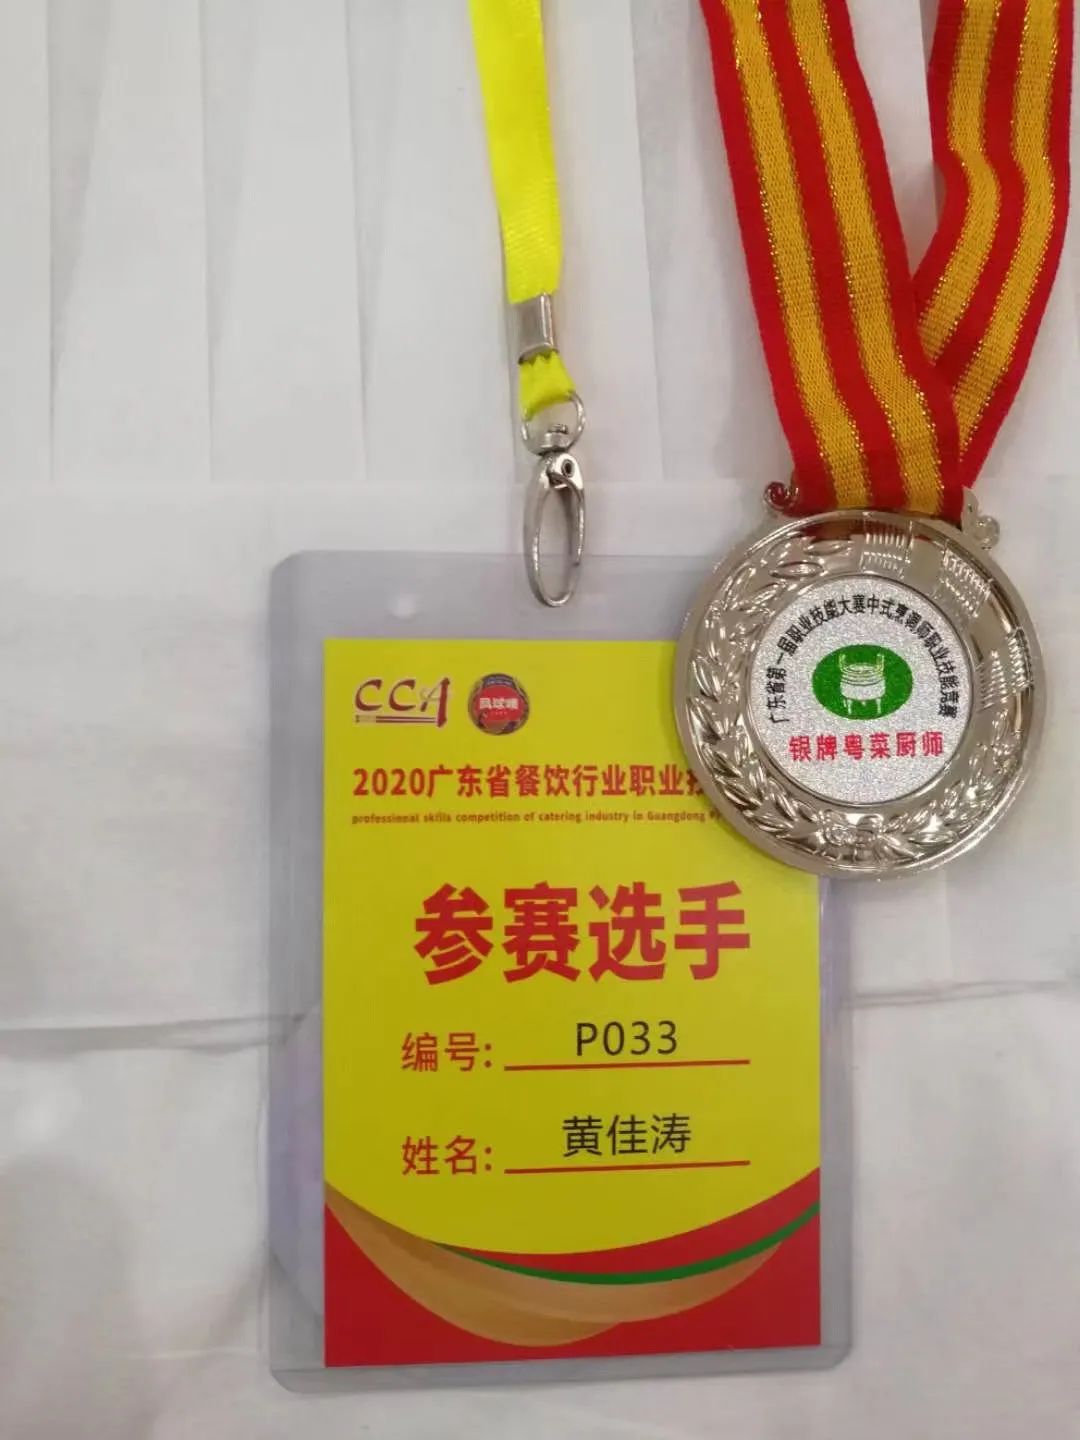 CCA
凤球唛
2020广东省餐饮行业职业技
professional skills competition of catering industry in Guangdong
参赛选手
编号: P033
姓名: 黄佳涛
广东省第一届职业技能大赛中式烹调师职业技能竞赛
银牌粤菜厨师